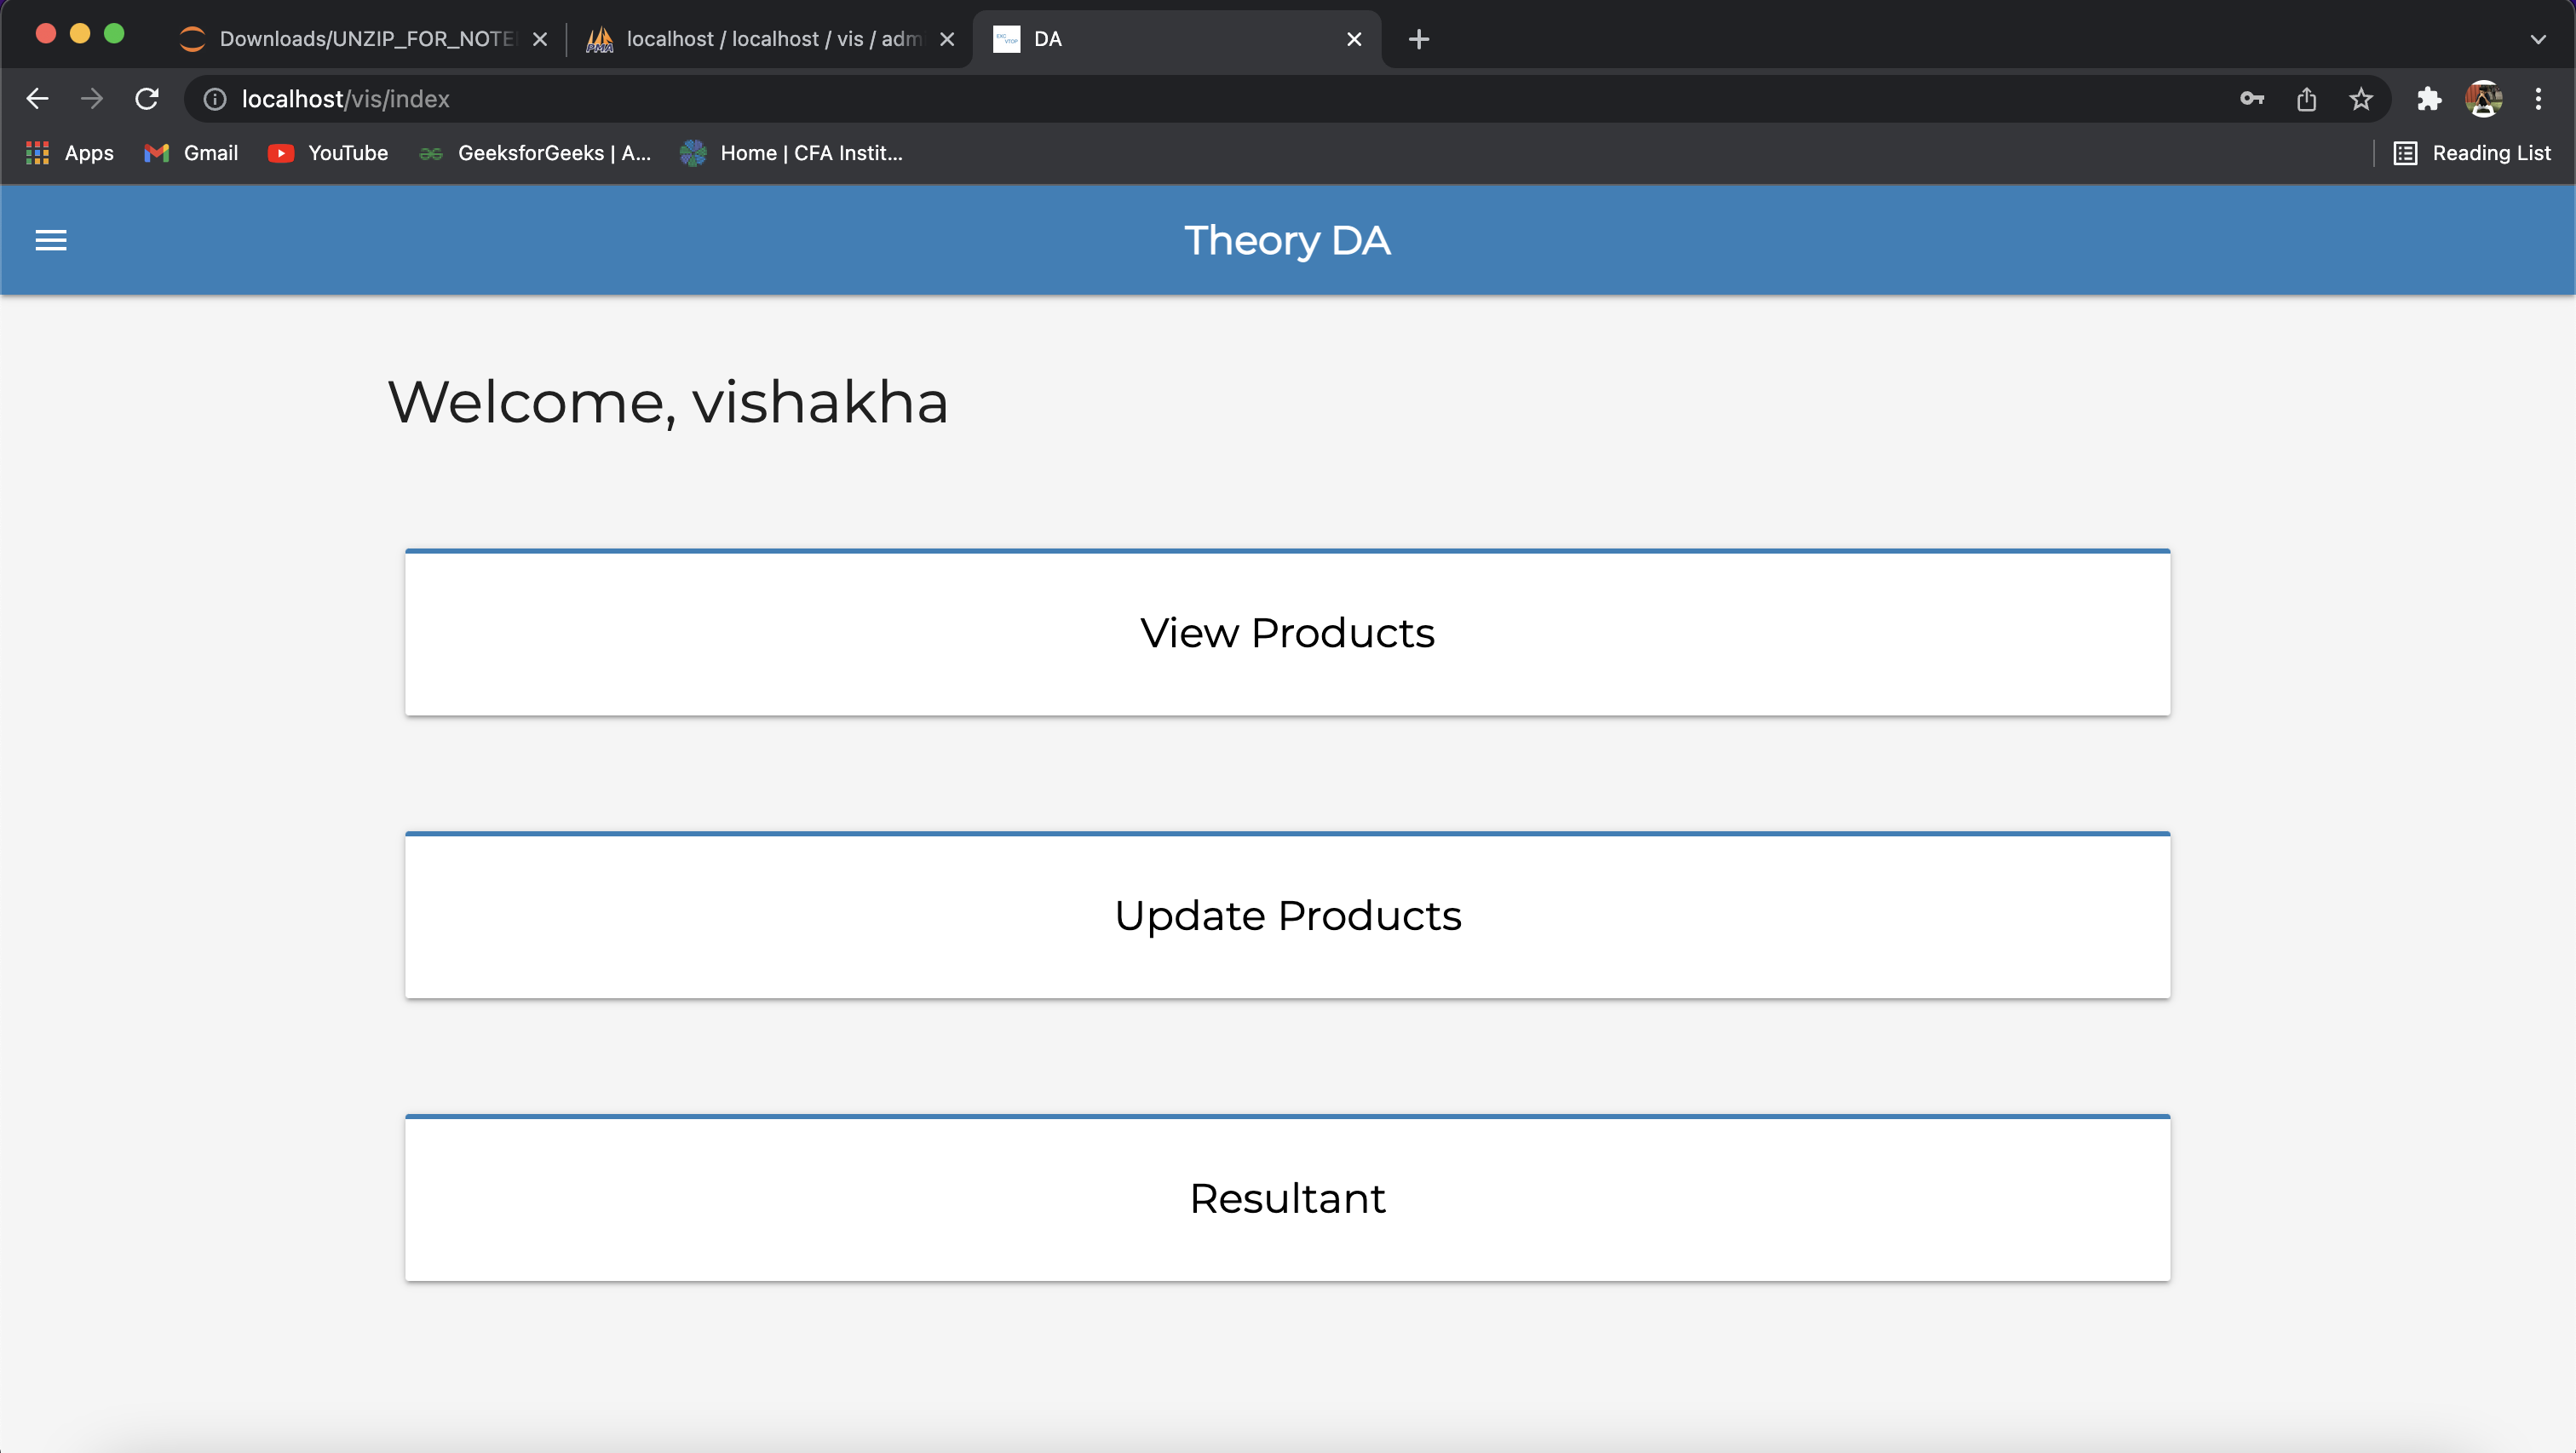 Downloads/UNZIP_FOR_NOTE
localhost / localhost / vis / adm
DA
localhost/vis/index
Apps
Gmail
YouTube
GeeksforGeeks | A...
Home | CFA Instit...
Reading List
Theory DA
Welcome, vishakha
View Products
Update Products
Resultant